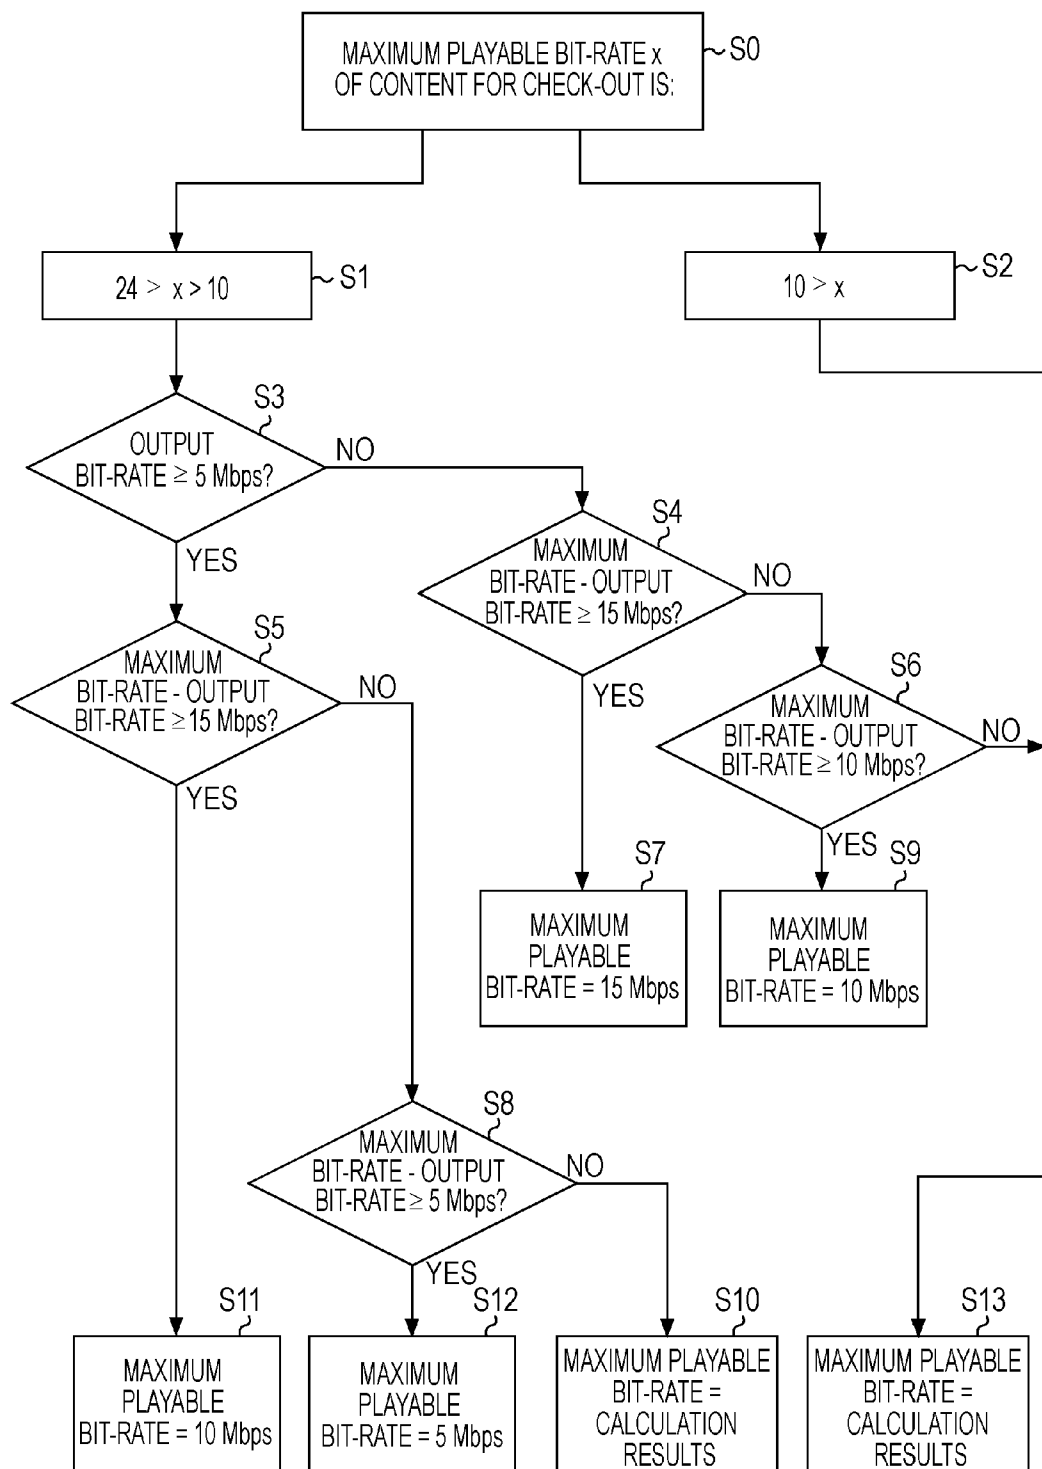 MAXIMUM PLAYABLE BIT-RATE x
OF CONTENT FOR CHECK-OUT IS:
S0
24 > x > 10
S1
10 > x
S2
S3
OUTPUT
BIT-RATE ≥ 5 Mbps?
NO
YES
S4
MAXIMUM
BIT-RATE - OUTPUT
BIT-RATE ≥ 15 Mbps?
NO
YES
S5
MAXIMUM
BIT-RATE - OUTPUT
BIT-RATE ≥ 15 Mbps?
NO
YES
S6
MAXIMUM
BIT-RATE - OUTPUT
BIT-RATE ≥ 10 Mbps?
NO
YES
S7
MAXIMUM
PLAYABLE
BIT-RATE = 15 Mbps
S9
MAXIMUM
PLAYABLE
BIT-RATE = 10 Mbps
S8
MAXIMUM
BIT-RATE - OUTPUT
BIT-RATE ≥ 5 Mbps?
NO
YES
S11
MAXIMUM
PLAYABLE
BIT-RATE = 10 Mbps
S12
MAXIMUM
PLAYABLE
BIT-RATE = 5 Mbps
S10
MAXIMUM PLAYABLE
BIT-RATE =
CALCULATION
RESULTS
S13
MAXIMUM PLAYABLE
BIT-RATE =
CALCULATION
RESULTS